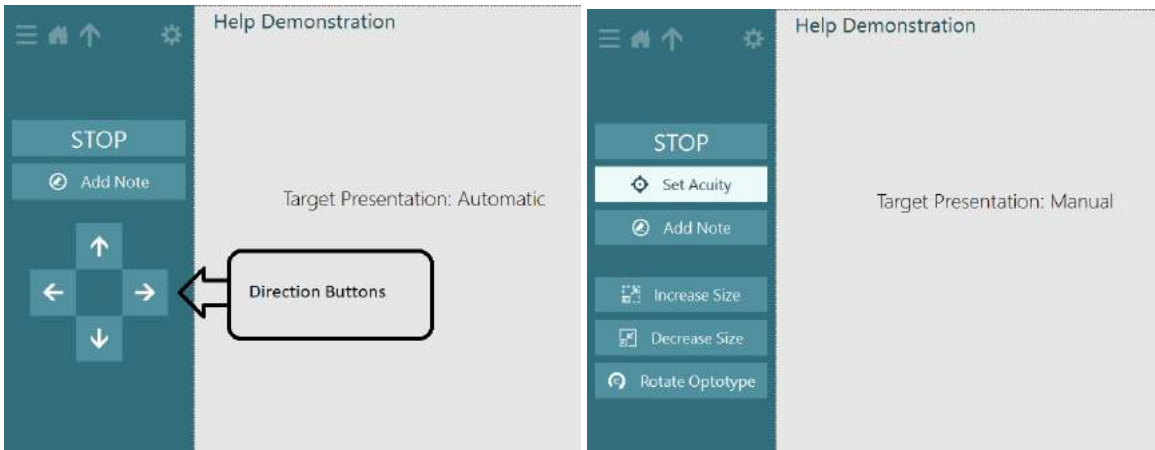 Help Demonstration
STOP
Add Note
Target Presentation: Automatic
Direction Buttons
Help Demonstration
STOP
Set Acuity
Add Note
Target Presentation: Manual
Increase Size
Decrease Size
Rotate Optotype